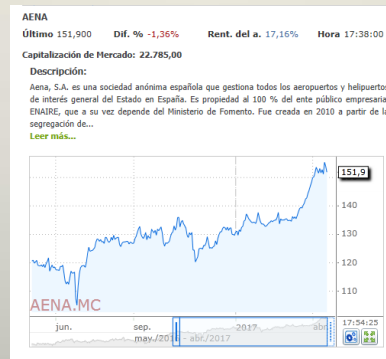 AENA
Último 151,900 Dif. % -1,36% Rent. del a. 17,16% Hora 17:38:00
Capitalización de Mercado: 22.785,00
Descripción:
Aena, S.A. es una sociedad anónima española que gestiona todos los aeropuertos y helipuertos
de interés general del Estado en España. Es propiedad al 100 % del ente público empresarial
ENAIRE, que a su vez depende del Ministerio de Fomento. Fue creada en 2010 a partir de la
segregación de...
Leer más...
151,9
140
130
120
110
AENA.MC
jun. sep. 2017 abr.
17:54:25
may./2016 - abr./2017